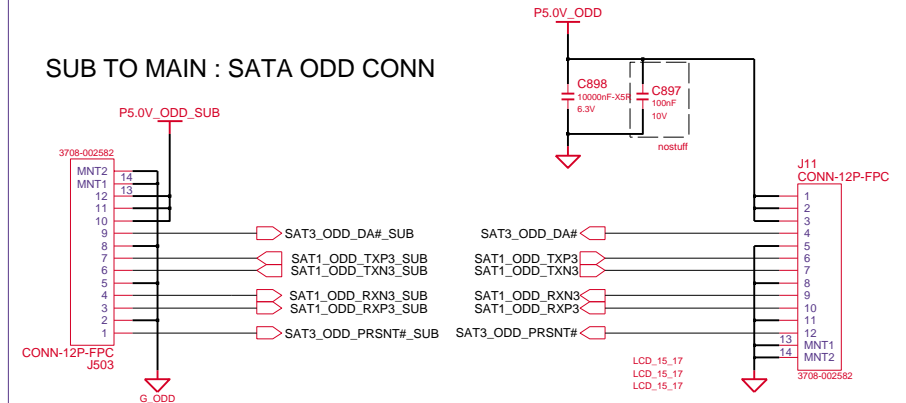 P5.0V_ODD
SUB TO MAIN : SATA ODD CONN
C898
10000nF-X5R
6.3V
C897
100nF
10V
nostuff
P5.0V_ODD_SUB
3708-002582
MNT2
MNT1
14
13
12
11
10
9
8
7
6
5
4
3
2
1
CONN-12P-FPC
J503
SAT3_ODD_DA#_SUB
SAT1_ODD_TXP3_SUB
SAT1_ODD_TXN3_SUB
SAT1_ODD_RXN3_SUB
SAT1_ODD_RXP3_SUB
SAT3_ODD_PRSNT#_SUB
G_ODD
SAT3_ODD_DA#
SAT1_ODD_TXP3
SAT1_ODD_TXN3
SAT1_ODD_RXN3
SAT1_ODD_RXP3
SAT3_ODD_PRSNT#
LCD_15_17
LCD_15_17
LCD_15_17
J11
CONN-12P-FPC
1
2
3
4
5
6
7
8
9
10
11
12
13
MNT1
14
MNT2
3708-002582